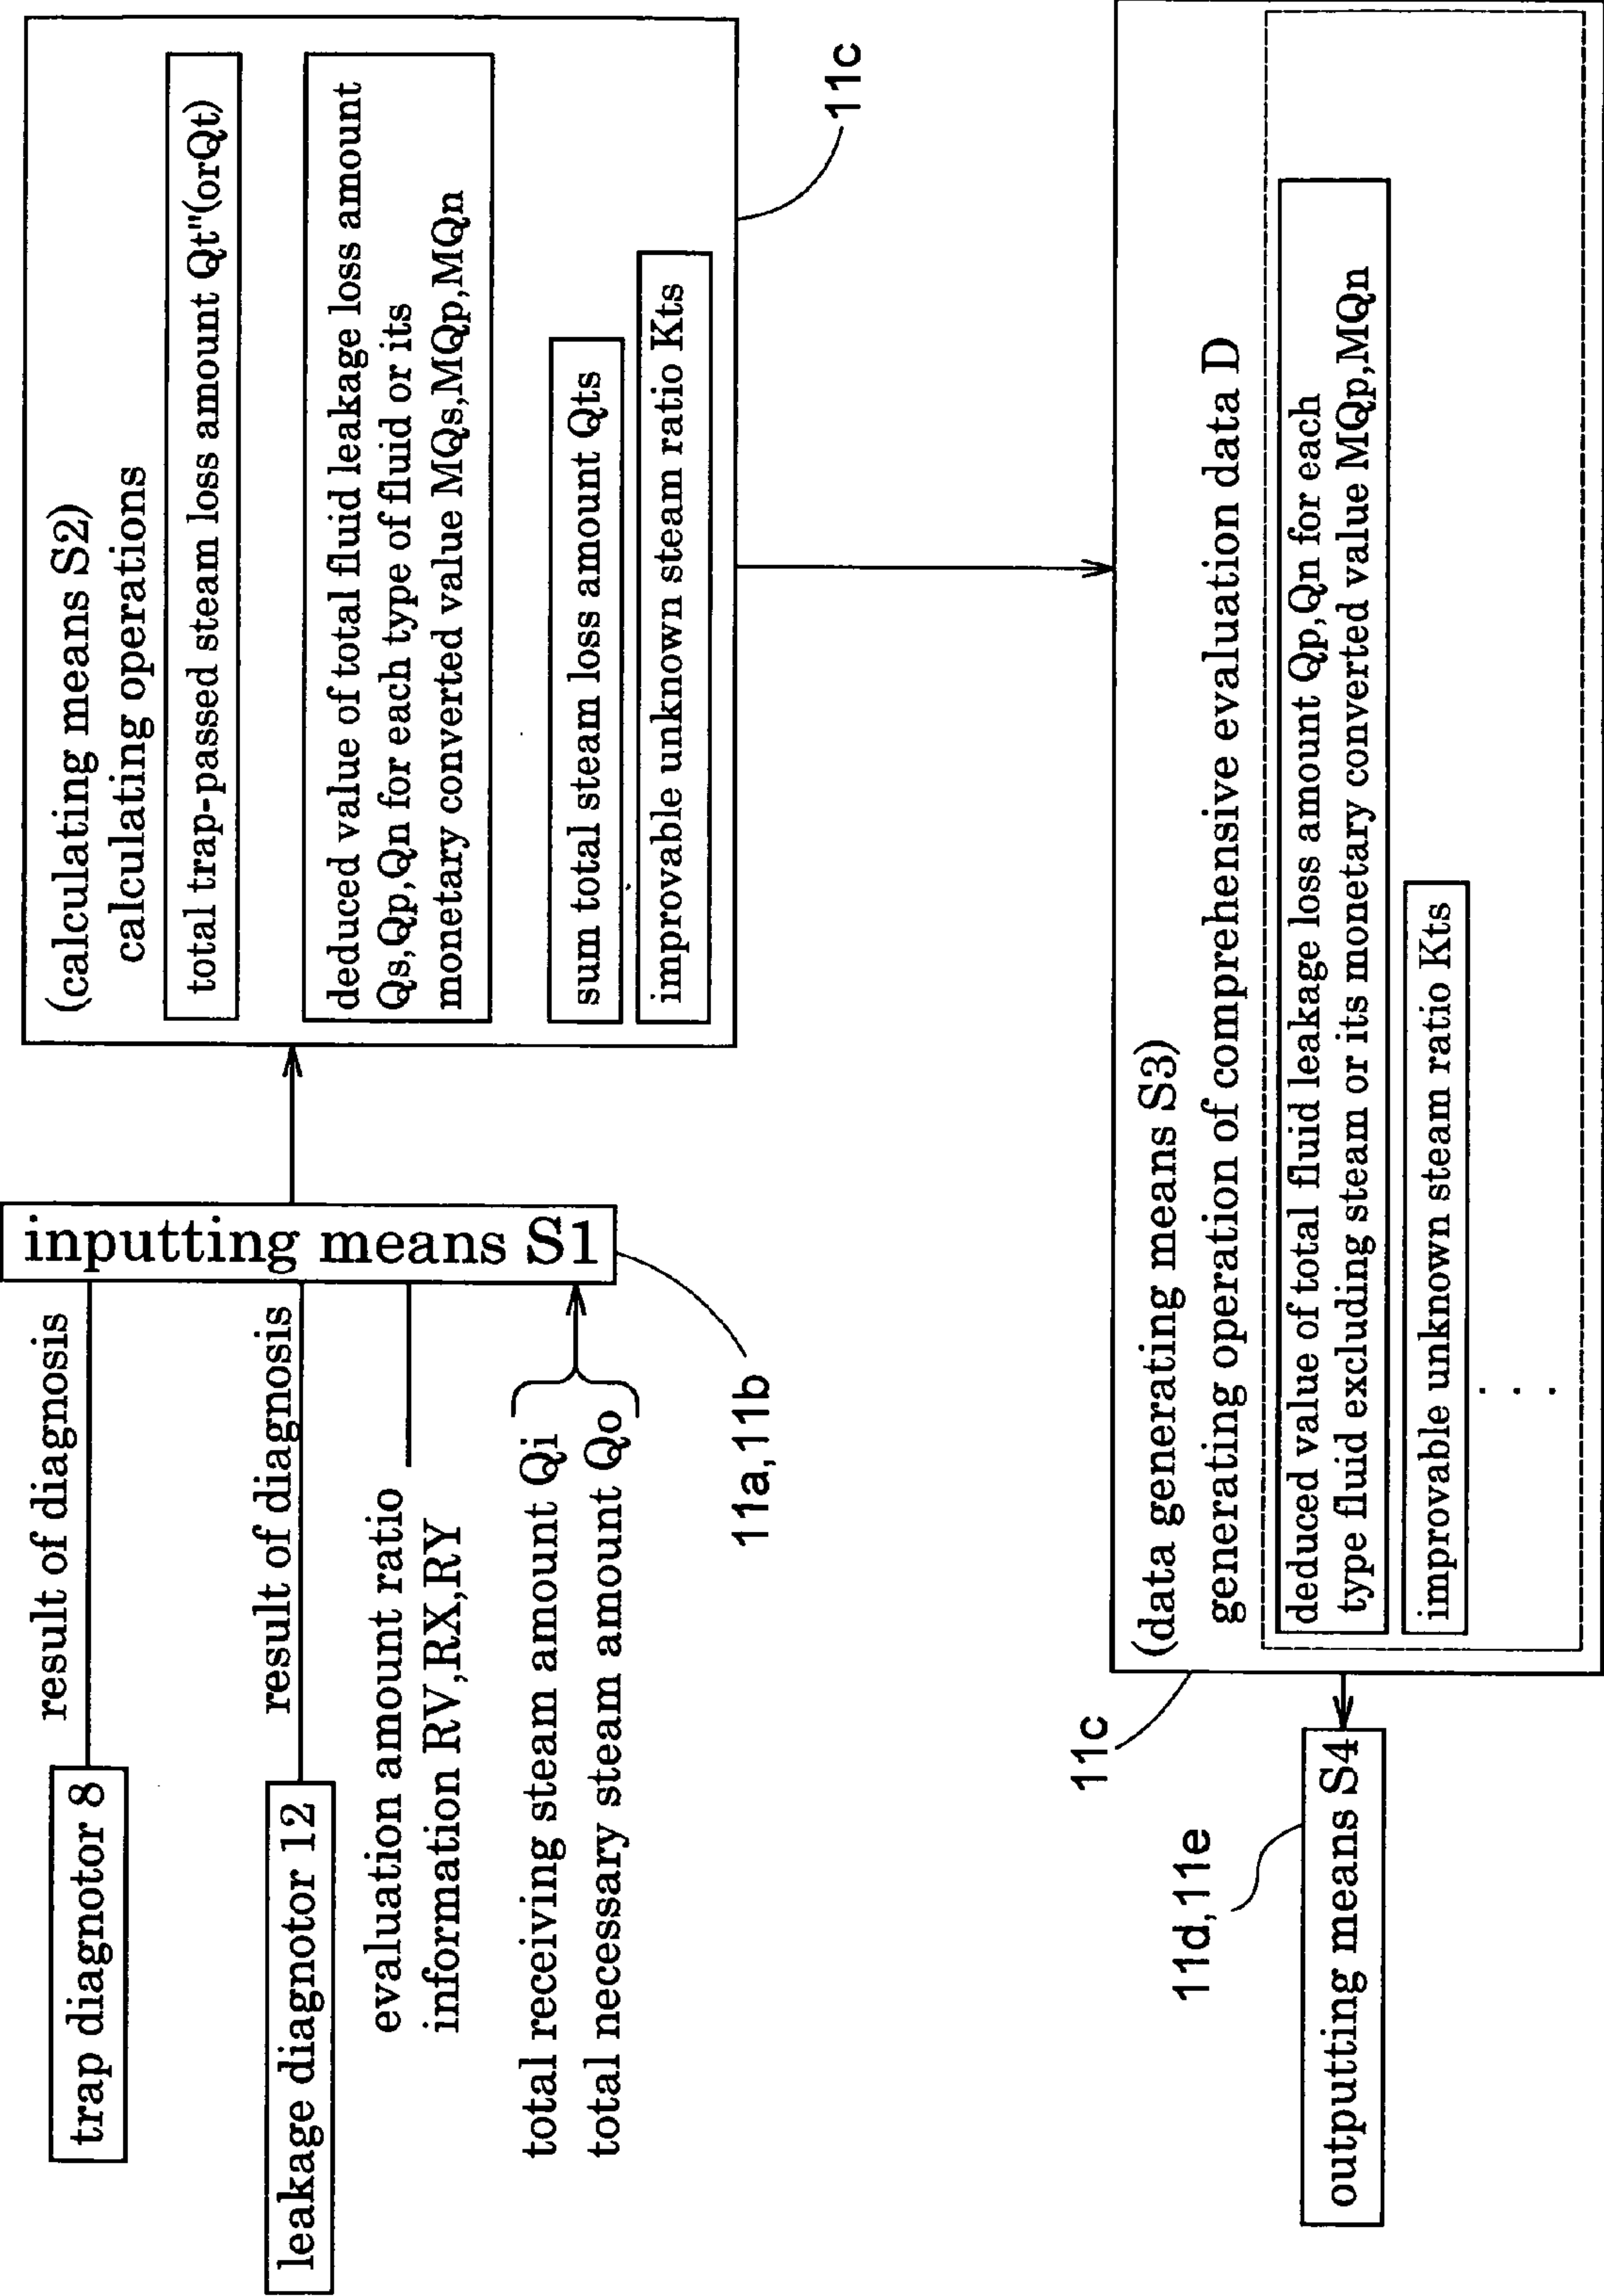 trap diagnotor 8
result of diagnosis
leakage diagnotor 12
result of diagnosis
evaluation amount ratio
information RV,RX,RY
total receiving steam amount Qi
total necessary steam amount Qo
inputting means S1
11a,11b
(calculating means S2)
calculating operations
total trap-passed steam loss amount Qt"(orQt)
deduced value of total fluid leakage loss amount
Qs,Qp,Qn for each type of fluid or its
monetary converted value MQs,MQp,MQn
sum total steam loss amount Qts
improvable unknown steam ratio Kts
11c
(data generating means S3)
generating operation of comprehensive evaluation data D
deduced value of total fluid leakage loss amount Qp,Qn for each
type fluid excluding steam or its monetary converted value MQp,MQn
improvable unknown steam ratio Kts
. . .
11c
outputting means S4
11d,11e